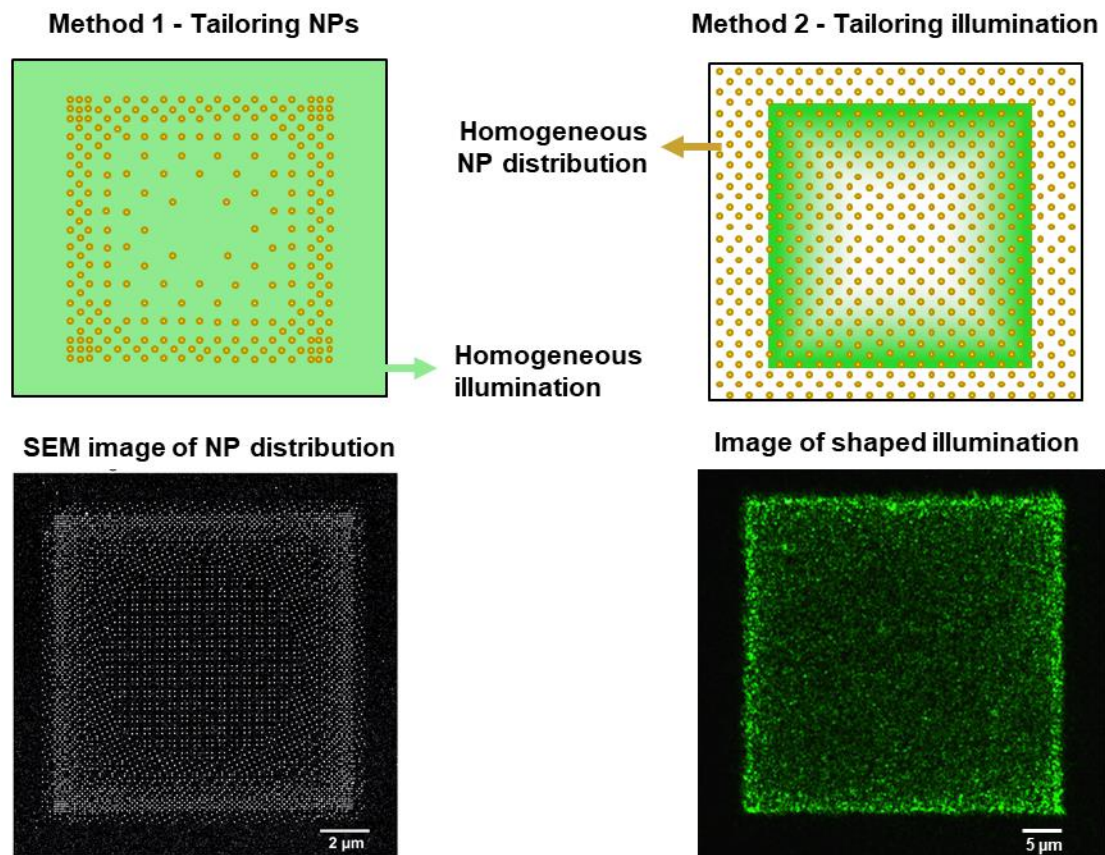 Method 1 - Tailoring NPs
Method 2 - Tailoring illumination
Homogeneous
NP distribution
Homogeneous
illumination
SEM image of NP distribution
Image of shaped illumination
2 µm
5 µm